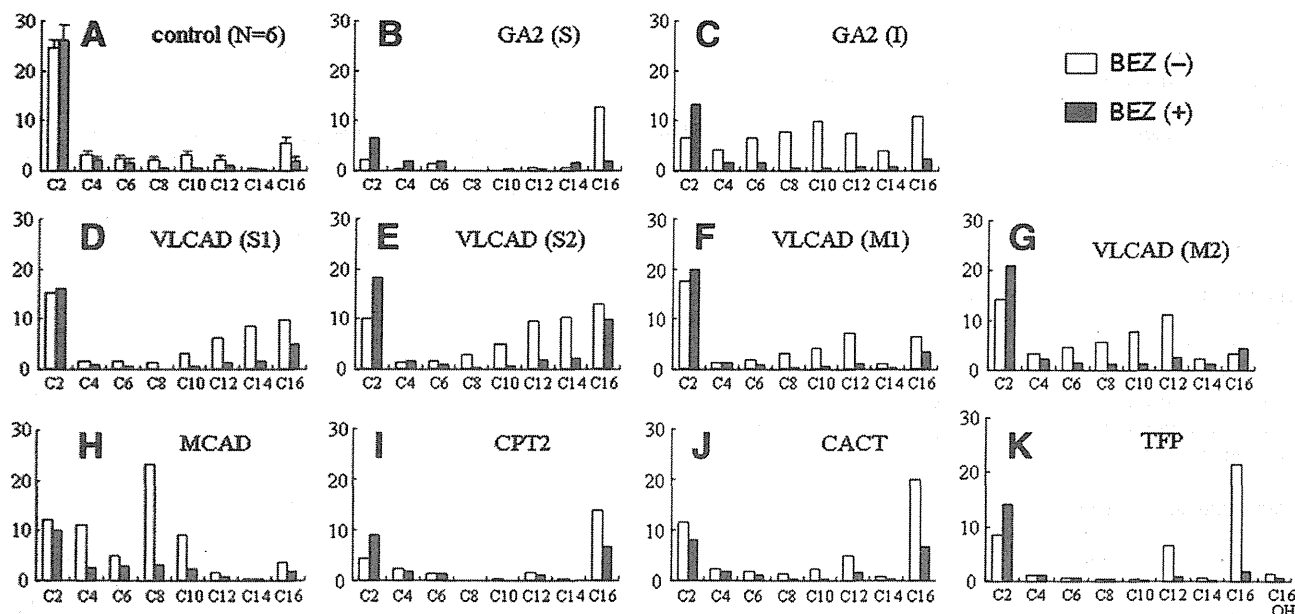 A control (N=6)
B GA2 (S)
C GA2 (I)
BEZ (−)
BEZ (+)
30
20
10
0
C2 C4 C6 C8 C10 C12 C14 C16
30
20
10
0
C2 C4 C6 C8 C10 C12 C14 C16
30
20
10
0
C2 C4 C6 C8 C10 C12 C14 C16
D VLCAD (S1)
E VLCAD (S2)
F VLCAD (M1)
G VLCAD (M2)
30
20
10
0
C2 C4 C6 C8 C10 C12 C14 C16
30
20
10
0
C2 C4 C6 C8 C10 C12 C14 C16
30
20
10
0
C2 C4 C6 C8 C10 C12 C14 C16
30
20
10
0
C2 C4 C6 C8 C10 C12 C14 C16
H MCAD
I CPT2
J CACT
K TFP
30
20
10
0
C2 C4 C6 C8 C10 C12 C14 C16
30
20
10
0
C2 C4 C6 C8 C10 C12 C14 C16
30
20
10
0
C2 C4 C6 C8 C10 C12 C14 C16
30
20
10
0
C2 C4 C6 C8 C10 C12 C14 C16 C16
OH